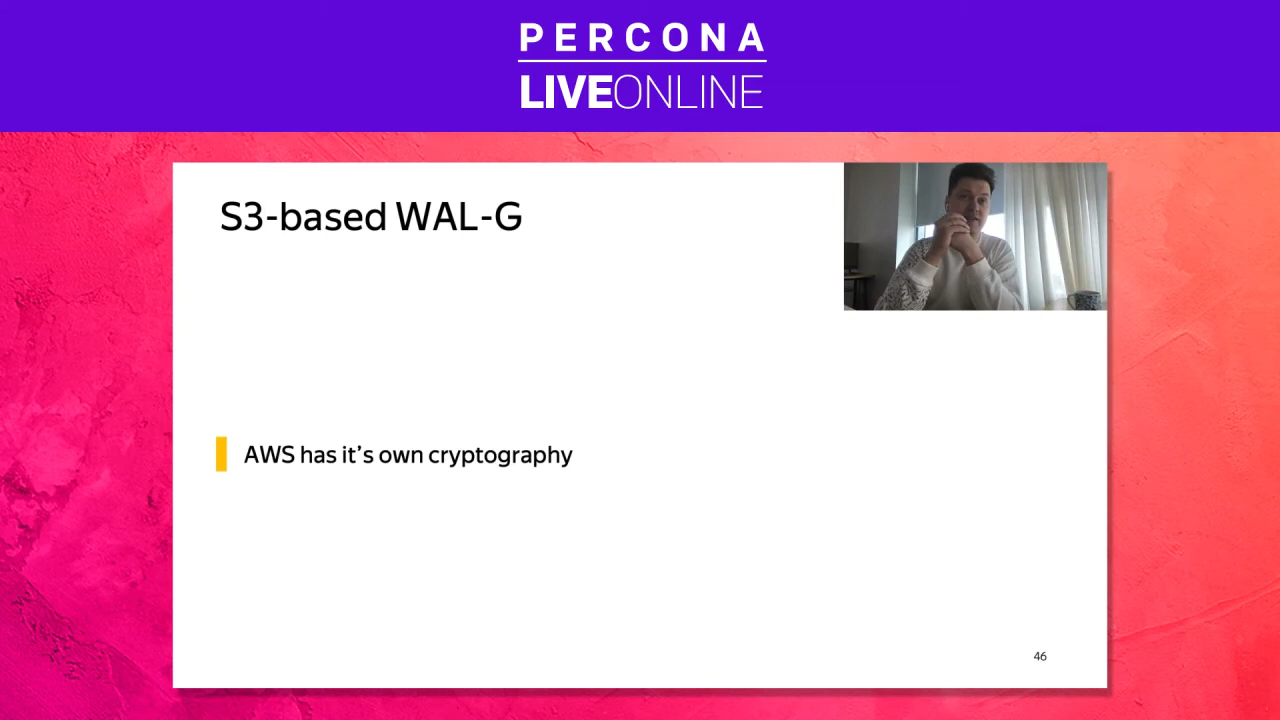 PERCONA
LIVEONLINE
S3-based WAL-G
AWS has it’s own cryptography
46